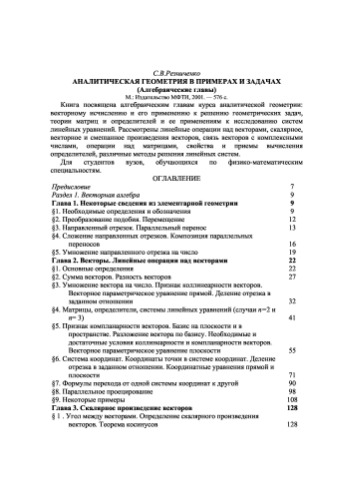 С.В.Резниченко
АНАЛИТИЧЕСКАЯ ГЕОМЕТРИЯ В ПРИМЕРАХ И ЗАДАЧАХ
(Алгебраические главы)
М.: Издательство МФТИ, 2001. — 576 с.
Книга посвящена алгебраическим главам курса аналитической геометрии:
векторному исчислению и его применению к решению геометрических задач,
теории матриц и определителей и ее применениям к исследованию систем
линейных уравнений. Рассмотрены линейные операции над векторами, скалярное,
векторное и смешанное произведения векторов, связь векторов с комплексными
числами, операции над матрицами, свойства и приемы вычисления
определителей, различные методы решения линейных систем.
Для студентов вузов, обучающихся по физико-математическим
специальностям.
ОГЛАВЛЕНИЕ
Предисловие 7
Раздел 1. Векторная алгебра 9
Глава 1. Некоторые сведения из элементарной геометрии 9
§1. Необходимые определения и обозначения 9
§2. Преобразование подобия. Перемещение 12
§3. Направленный отрезок. Параллельный перенос 13
§4. Сложение направленных отрезков. Композиция параллельных
переносов 16
§5. Умножение направленного отрезка на число 19
Глава 2. Векторы. Линейные операции над векторами 22
§1. Основные определения 22
§2. Сумма векторов. Разность векторов 27
§3. Умножение вектора на число. Признак коллинеарности векторов.
Векторное параметрическое уравнение прямой. Деление отрезка в
заданном отношении 32
§4. Матрицы, определители, системы линейных уравнений (случаи n=2 и
n= 3) 41
§5. Признак компланарности векторов. Базис на плоскости и в
пространстве. Разложение вектора по базису. Необходимые и
достаточные условия коллинеарности и компланарности векторов.
Векторное параметрическое уравнение плоскости 55
§6. Система координат. Координаты точки в системе координат. Деление
отрезка в заданном отношении. Координатные уравнения прямой и
плоскости 71
§7. Формулы перехода от одной системы координат к другой 90
§8. Параллельное проецирование 98
§9. Некоторые примеры 108
Глава 3. Скалярное произведение векторов 128
§ 1 . Угол между векторами. Определение скалярного произведения
векторов. Теорема косинусов 128